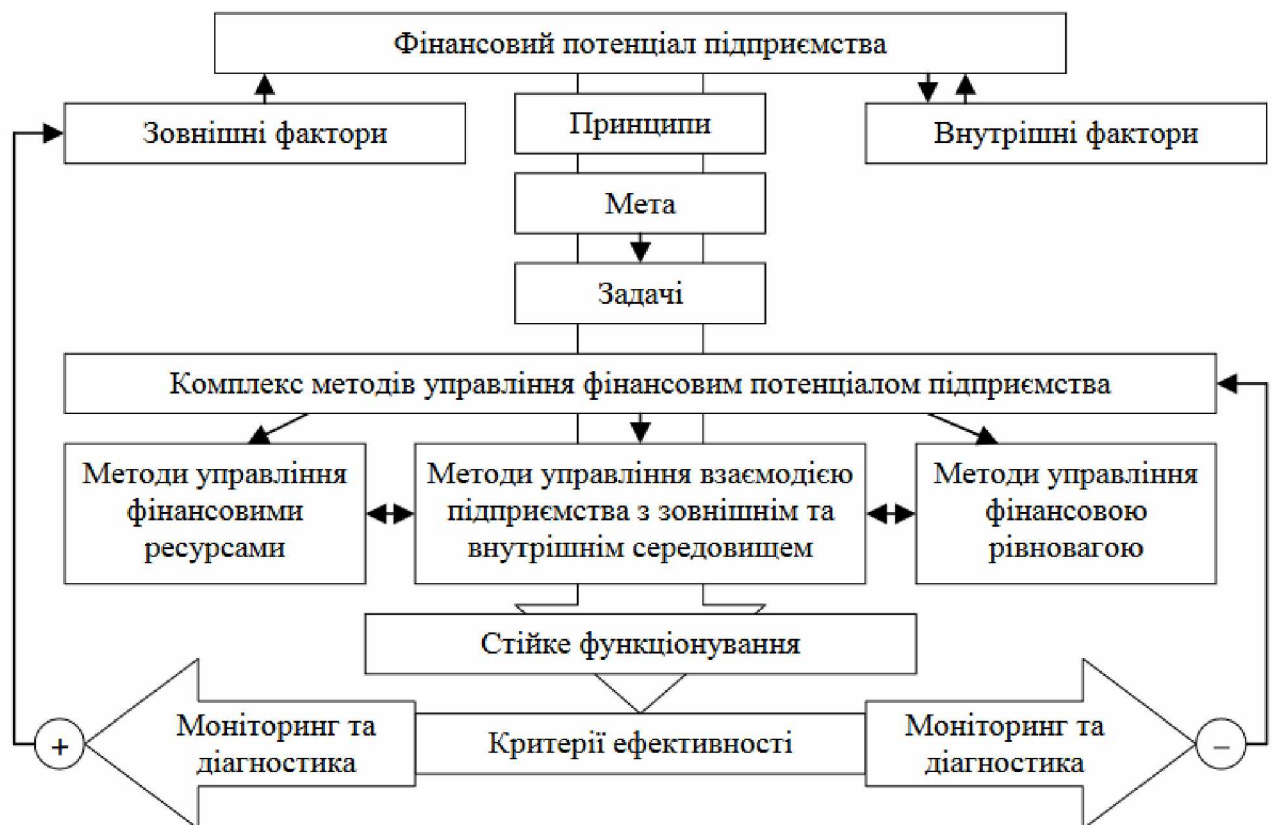 Фінансовий потенціал підприємства
Зовнішні фактори
Принципи
Внутрішні фактори
Мета
Задачі
Комплекс методів управління фінансовим потенціалом підприємства
Методи управління
фінансовими
ресурсами
Методи управління взаємодією
підприємства з зовнішнім та
внутрішнім середовищем
Методи управління
фінансовою
рівновагою
Стійке функціонування
+
Моніторинг та
діагностика
Критерії ефективності
Моніторинг та
діагностика
–